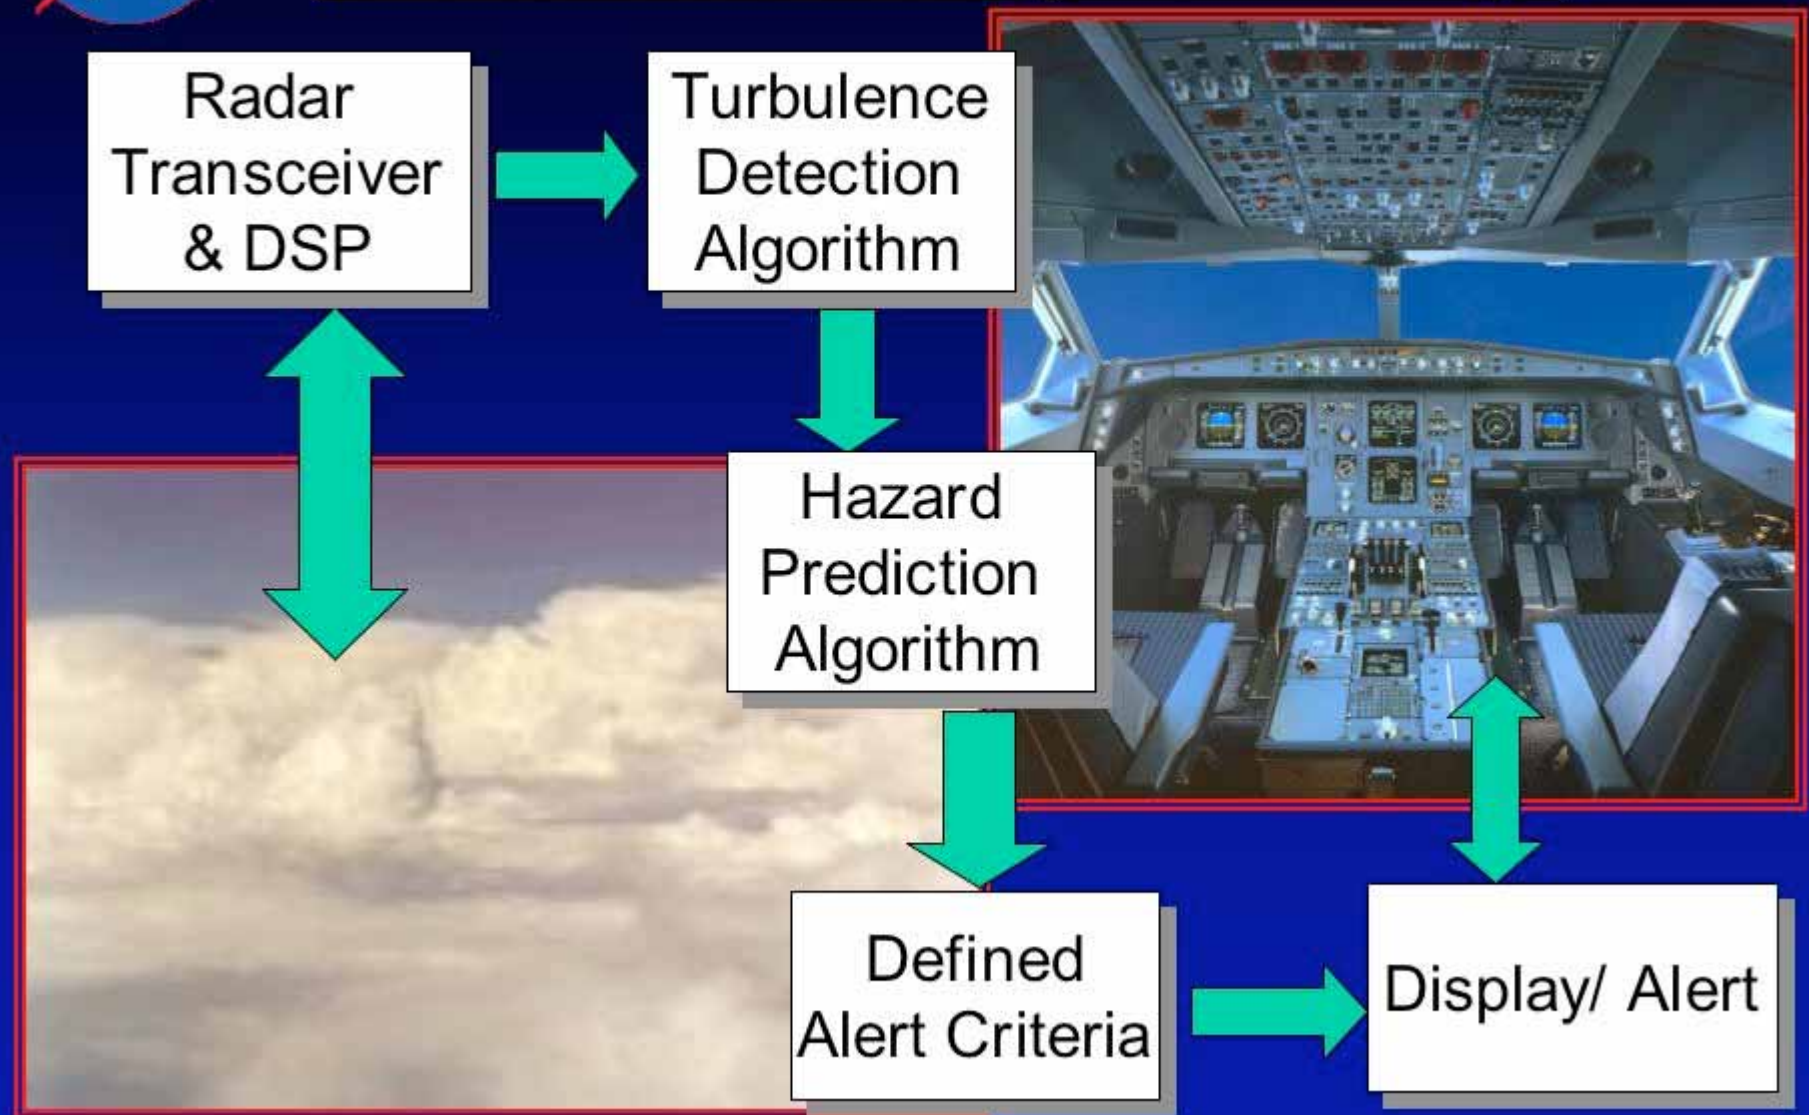 Radar
Transceiver
& DSP
Turbulence
Detection
Algorithm
Hazard
Prediction
Algorithm
Defined
Alert Criteria
Display/ Alert